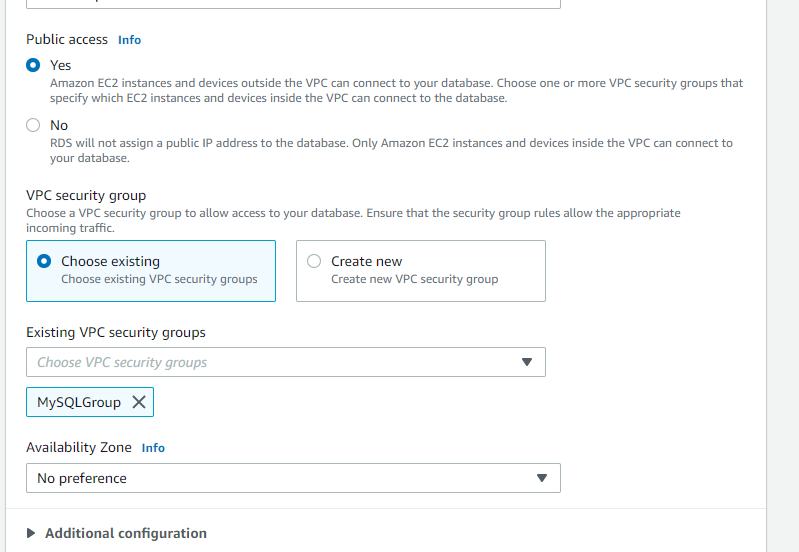 Public access Info
Yes
Amazon EC2 instances and devices outside the VPC can connect to your database. Choose one or more VPC security groups that
specify which EC2 instances and devices inside the VPC can connect to the database.
No
RDS will not assign a public IP address to the database. Only Amazon EC2 instances and devices inside the VPC can connect to
your database.
VPC security group
Choose a VPC security group to allow access to your database. Ensure that the security group rules allow the appropriate
incoming traffic.
Choose existing
Choose existing VPC security groups
Create new
Create new VPC security group
Existing VPC security groups
Choose VPC security groups
MySQLGroup
Availability Zone Info
No preference
Additional configuration